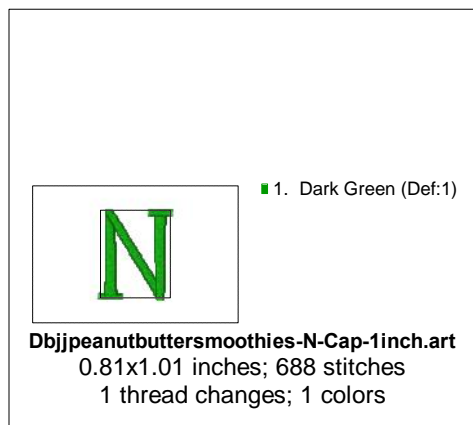 1. Dark Green (Def:1)
N
Dbjjpeanutbuttersmoothies-N-Cap-1inch.art
0.81x1.01 inches; 688 stitches
1 thread changes; 1 colors